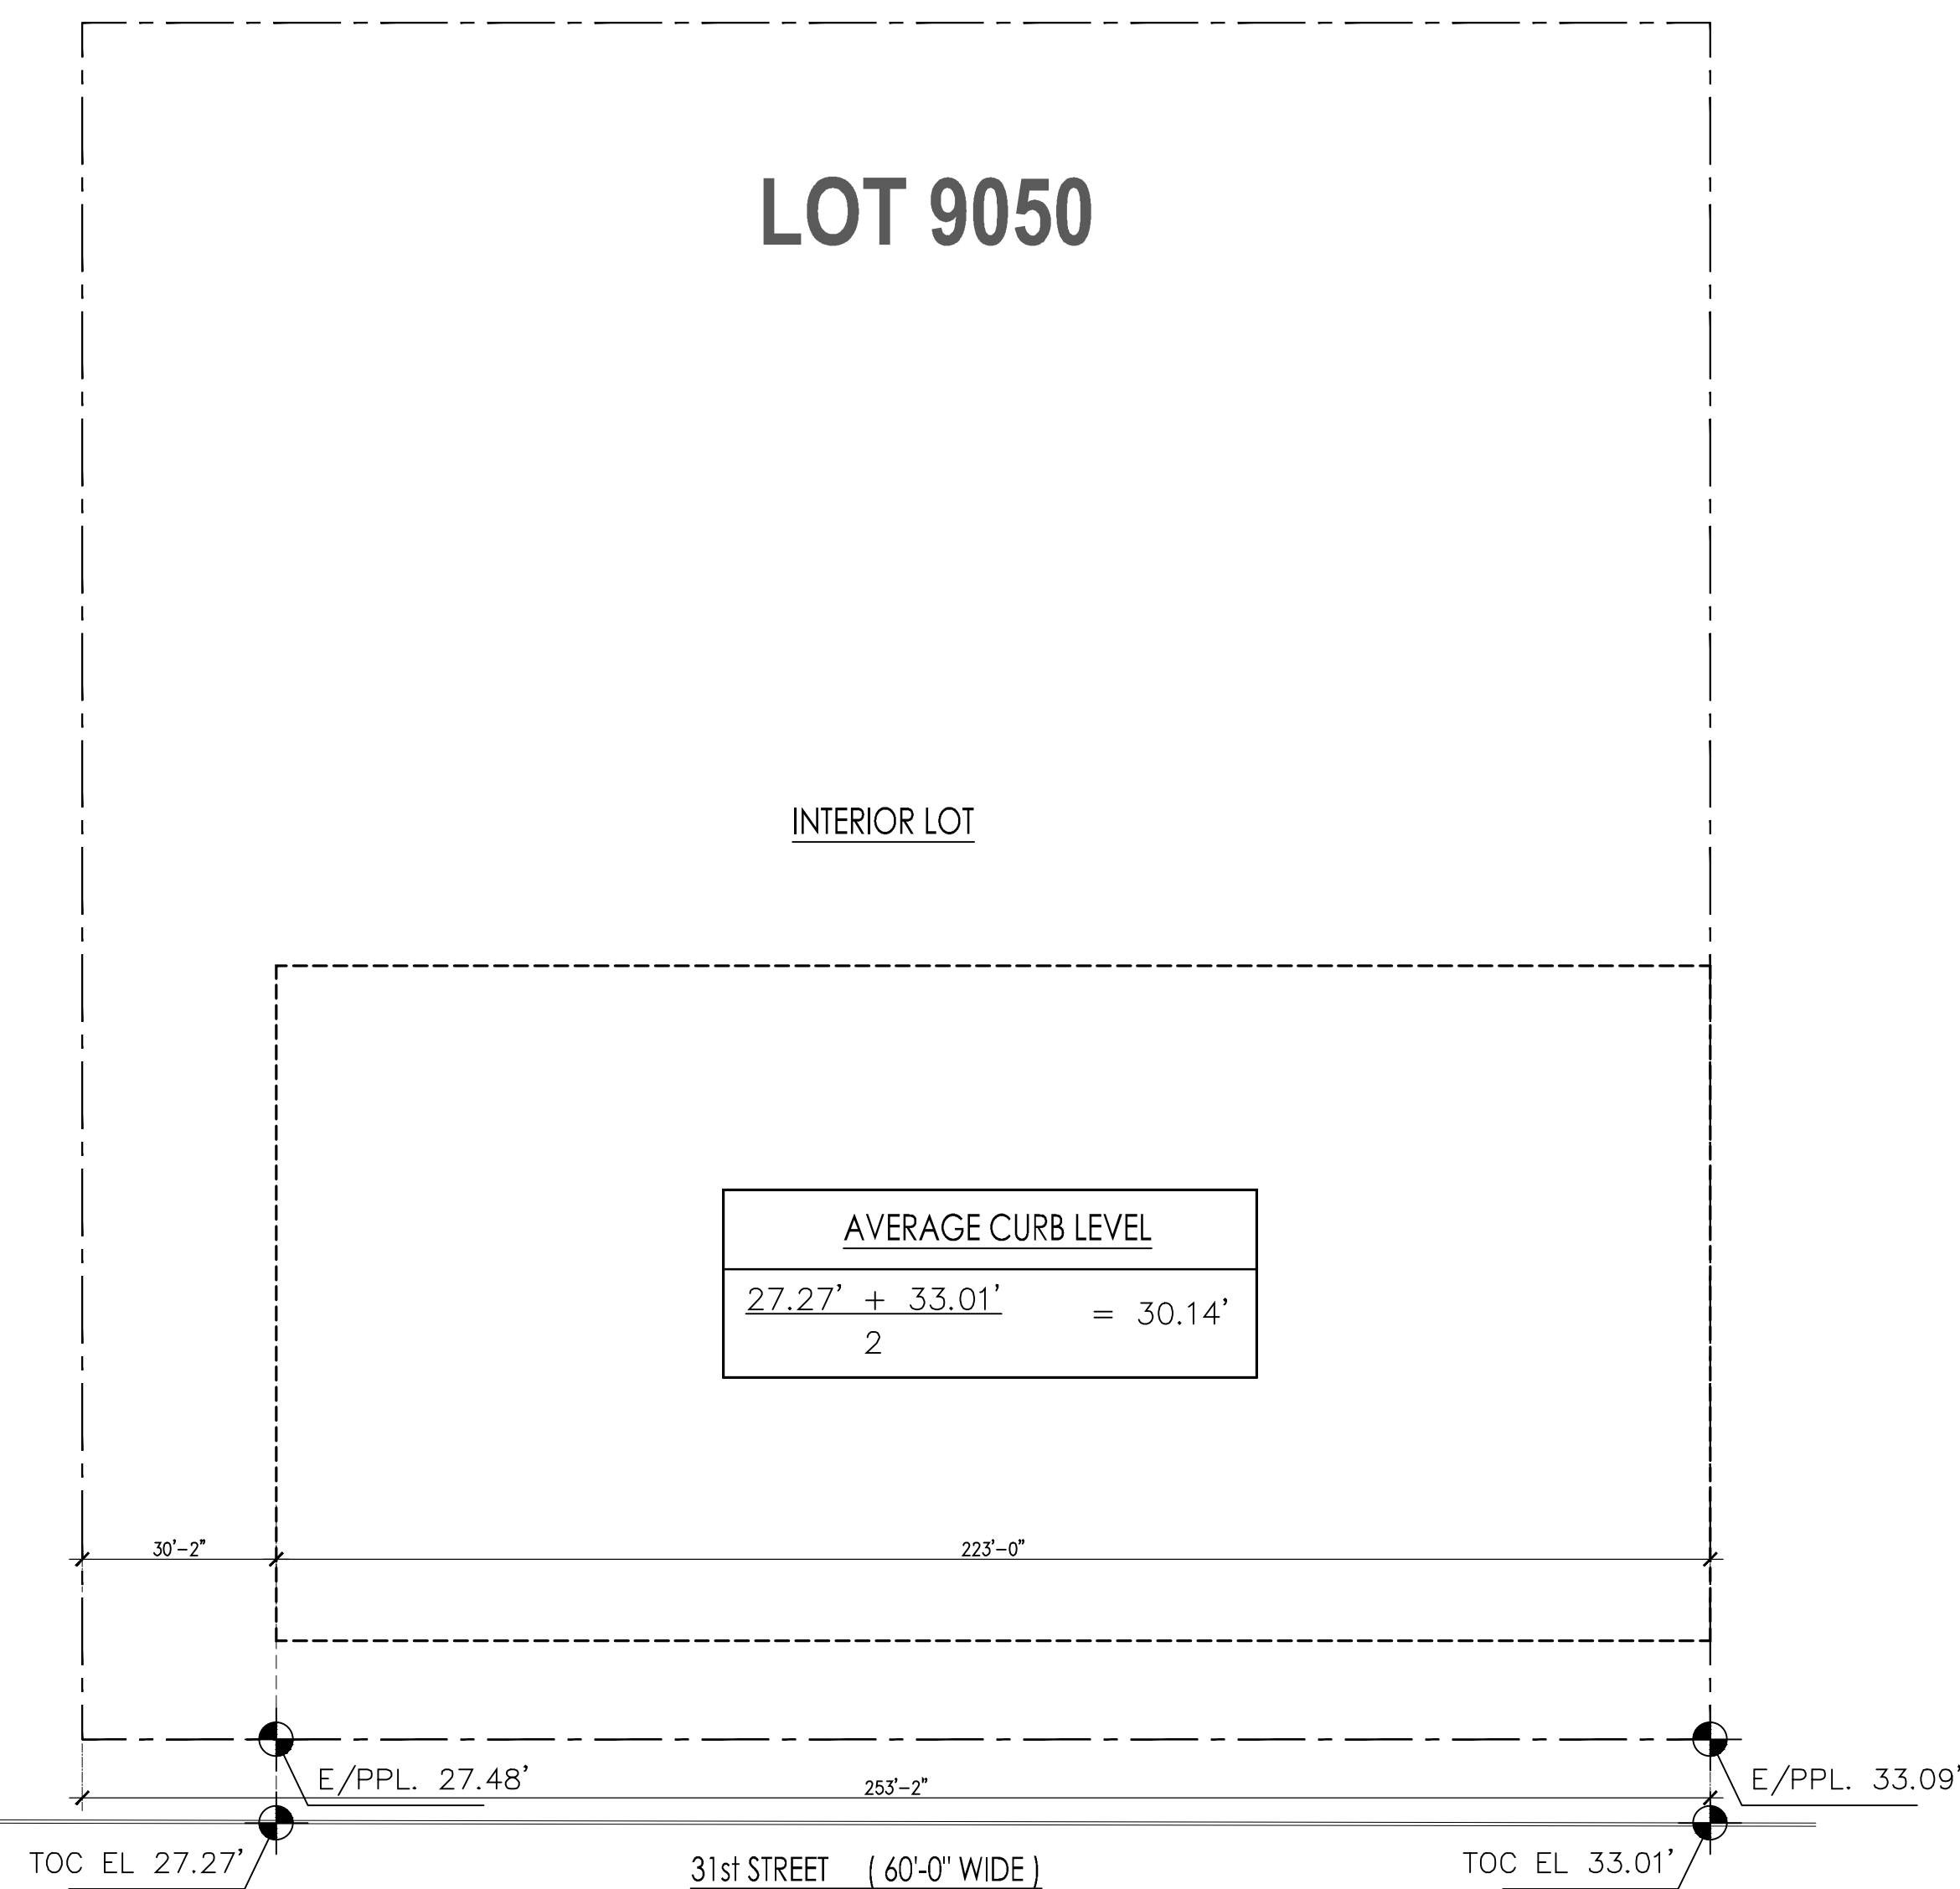 LOT 9050
INTERIOR LOT
AVERAGE CURB LEVEL
27.27' + 33.01'
= 30.14'
2
30'-2"
223'-0"
E/PPL. 27.48'
253'-2"
E/PPL. 33.09'
TOC EL 27.27'
31st STREET ( 60'-0" WIDE )
TOC EL 33.01'